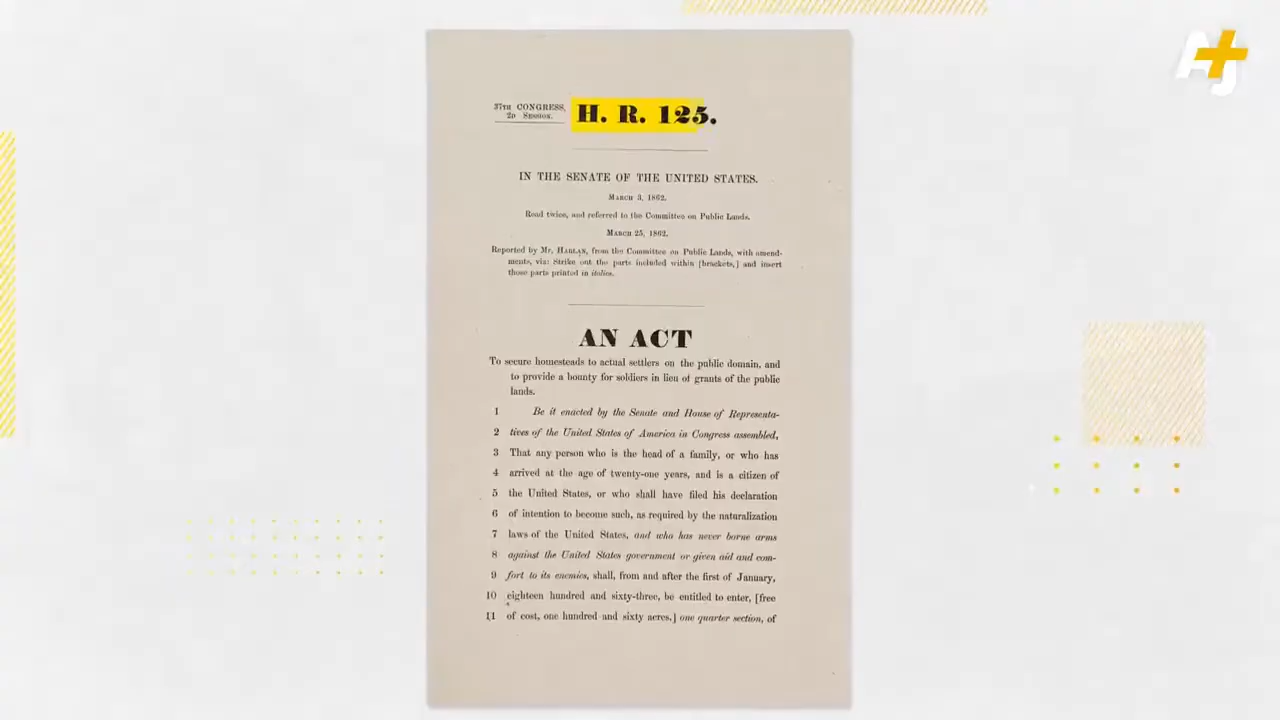 AJ+
37TH CONGRESS,
2D SESSION.
H. R. 125.
IN THE SENATE OF THE UNITED STATES.
MARCH 3, 1862.
Read twice, and referred to the Committee on Public Lands.
MARCH 25, 1862.
Reported by Mr. HARLAN, from the Committee on Public Lands, with amend-
ments, viz: Strike out the parts included within [brackets,] and insert
those parts printed in italics.
AN ACT
To secure homesteads to actual settlers on the public domain, and
to provide a bounty for soldiers in lieu of grants of the public
lands.
1 Be it enacted by the Senate and House of Representa-
2 tives of the United States of America in Congress assembled,
3 That any person who is the head of a family, or who has
4 arrived at the age of twenty-one years, and is a citizen of
5 the United States, or who shall have filed his declaration
6 of intention to become such, as required by the naturalization
7 laws of the United States, and who has never borne arms
8 against the United States government or given aid and com-
9 fort to its enemies, shall, from and after the first of January,
10 eighteen hundred and sixty-three, be entitled to enter, [free
11 of cost, one hundred and sixty acres,] one quarter section, of